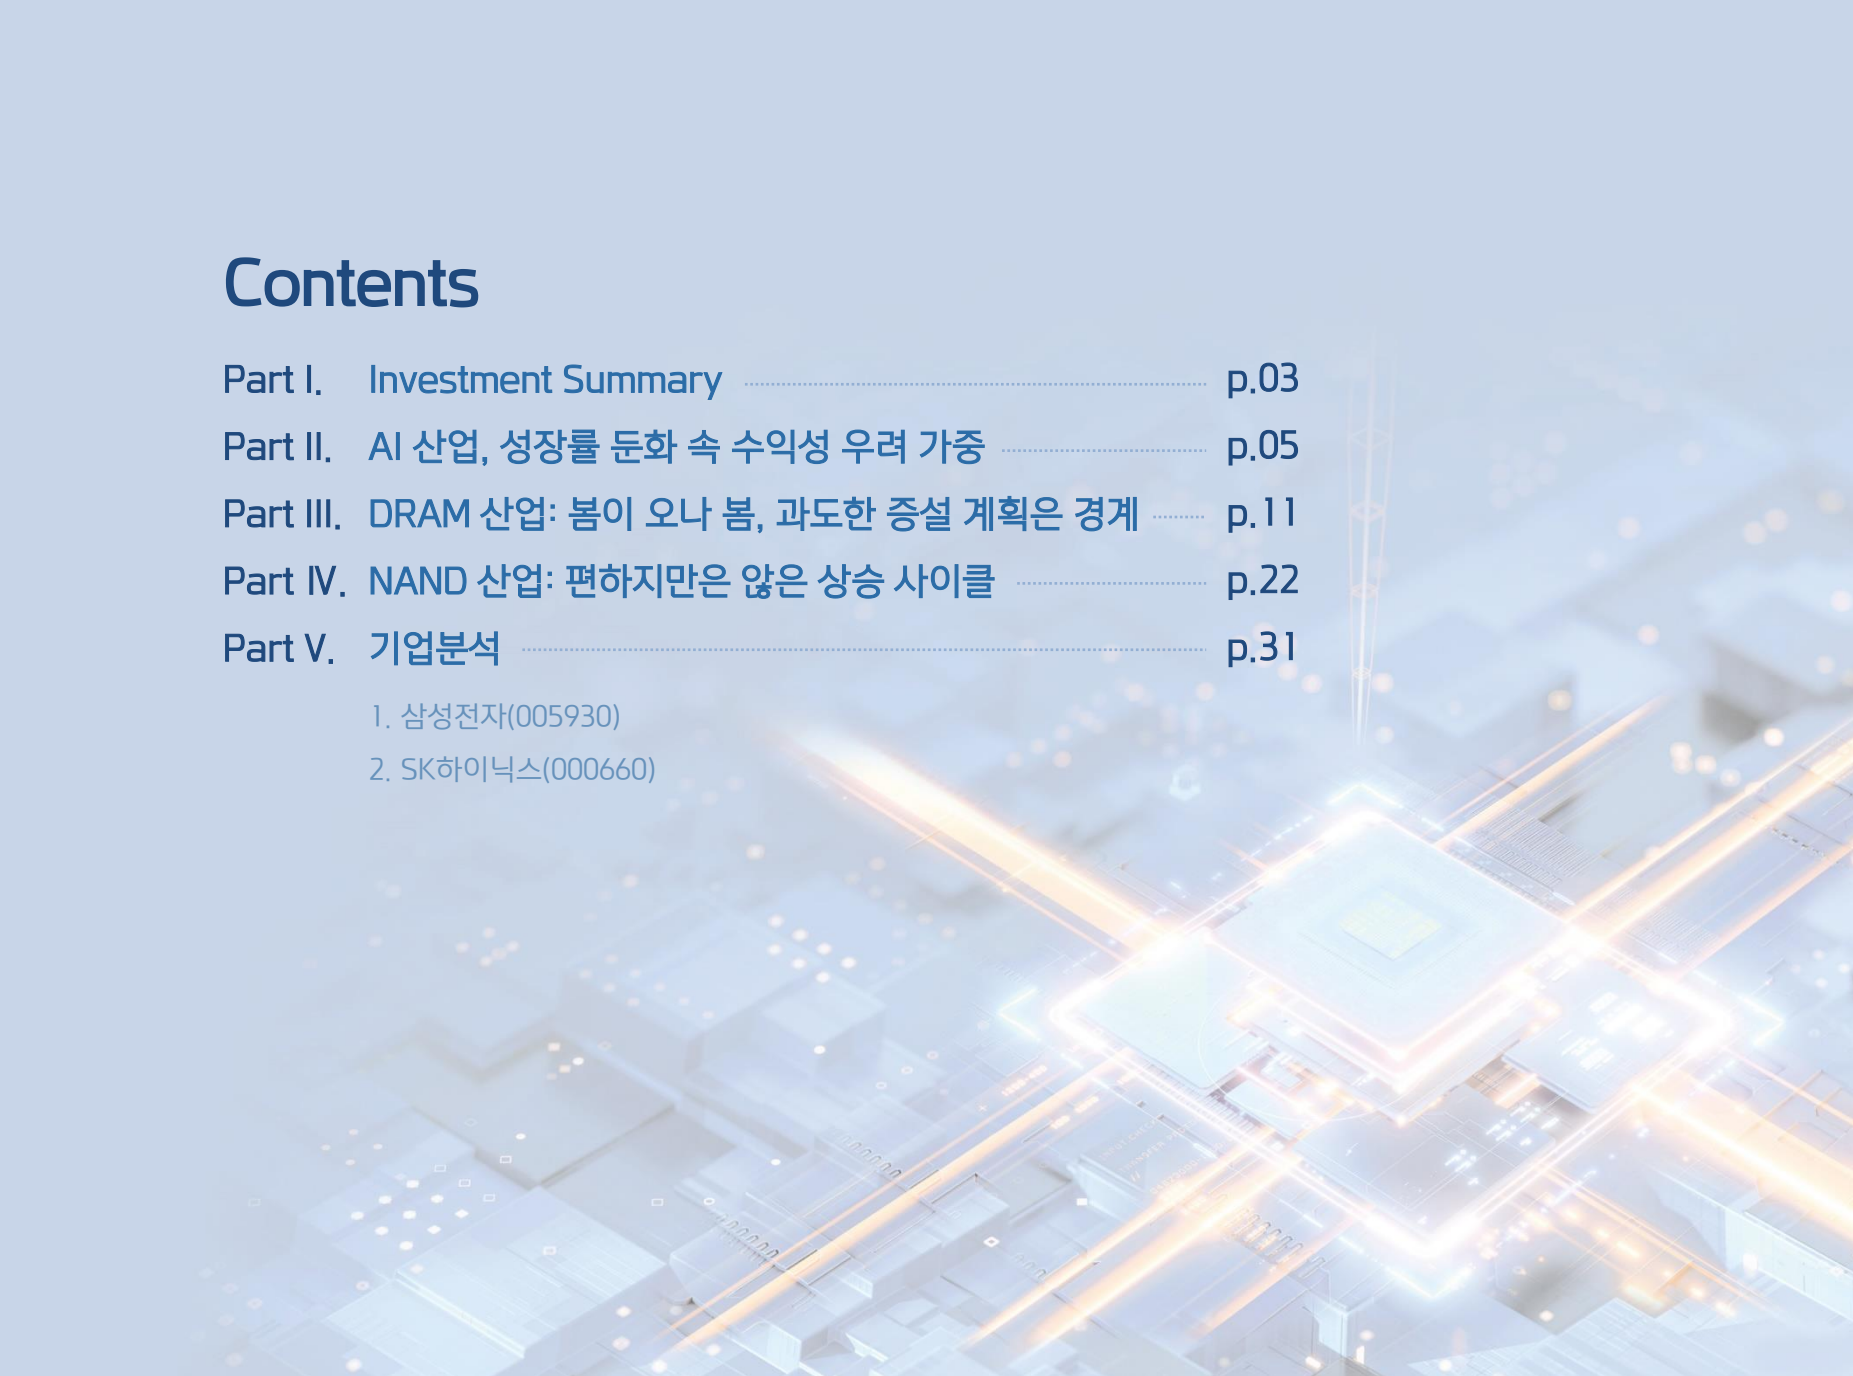 Contents
Part I. Investment Summary p.03
Part II. AI 산업, 성장률 둔화 속 수익성 우려 가중 p.05
Part III. DRAM 산업: 봄이 오나 봄, 과도한 증설 계획은 경계 p.11
Part IV. NAND 산업: 편하지만은 않은 상승 사이클 p.22
Part V. 기업분석 p.31
1. 삼성전자(005930)
2. SK하이닉스(000660)